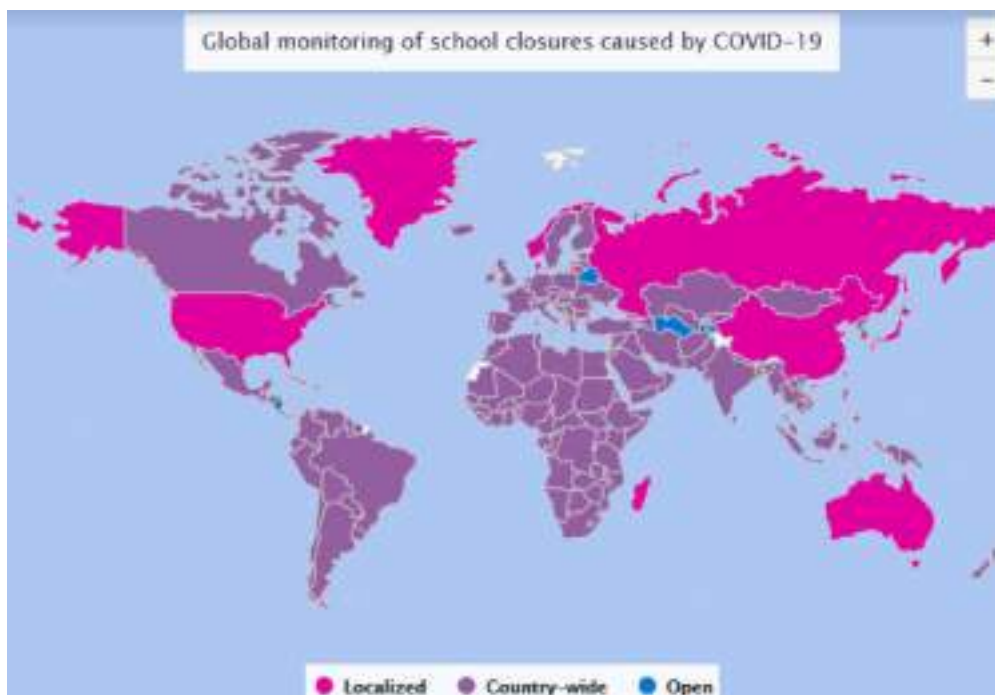 Global monitoring of school closures caused by COVID-19
+
−
Localized Country-wide Open